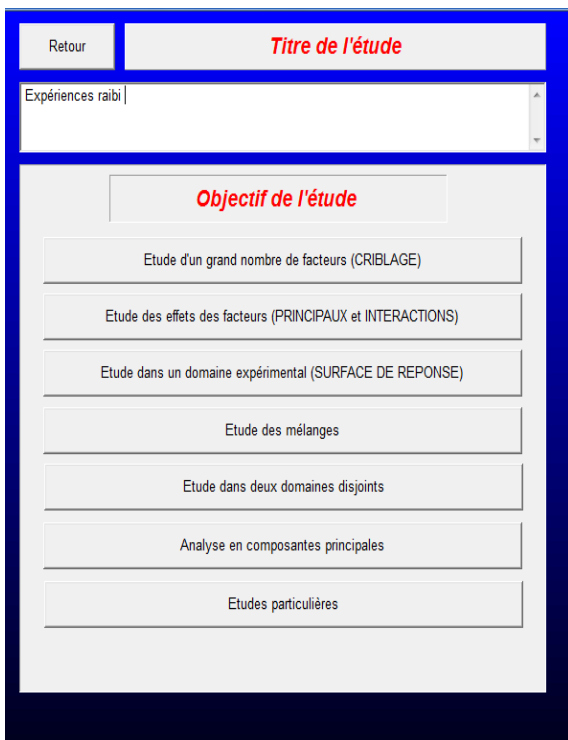 Retour
Titre de l'étude
Expériences raibi
Objectif de l'étude
Etude d'un grand nombre de facteurs (CRIBLAGE)
Etude des effets des facteurs (PRINCIPAUX et INTERACTIONS)
Etude dans un domaine expérimental (SURFACE DE REPONSE)
Etude des mélanges
Etude dans deux domaines disjoints
Analyse en composantes principales
Etudes particulières